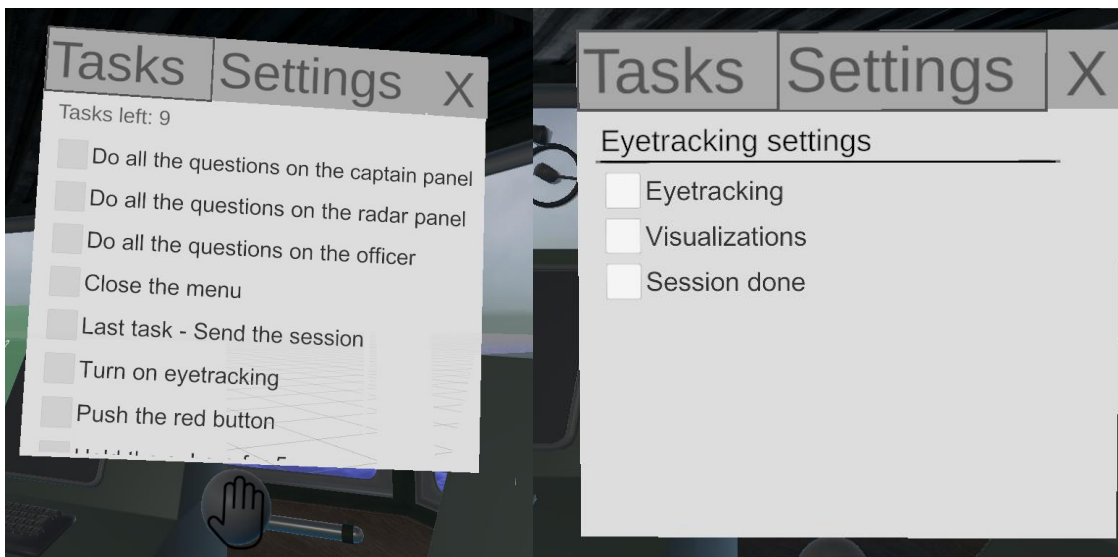 Tasks Settings X
Tasks left: 9
Do all the questions on the captain panel
Do all the questions on the radar panel
Do all the questions on the officer
Close the menu
Last task - Send the session
Turn on eyetracking
Push the red button
Tasks Settings X
Eyetracking settings
Eyetracking
Visualizations
Session done